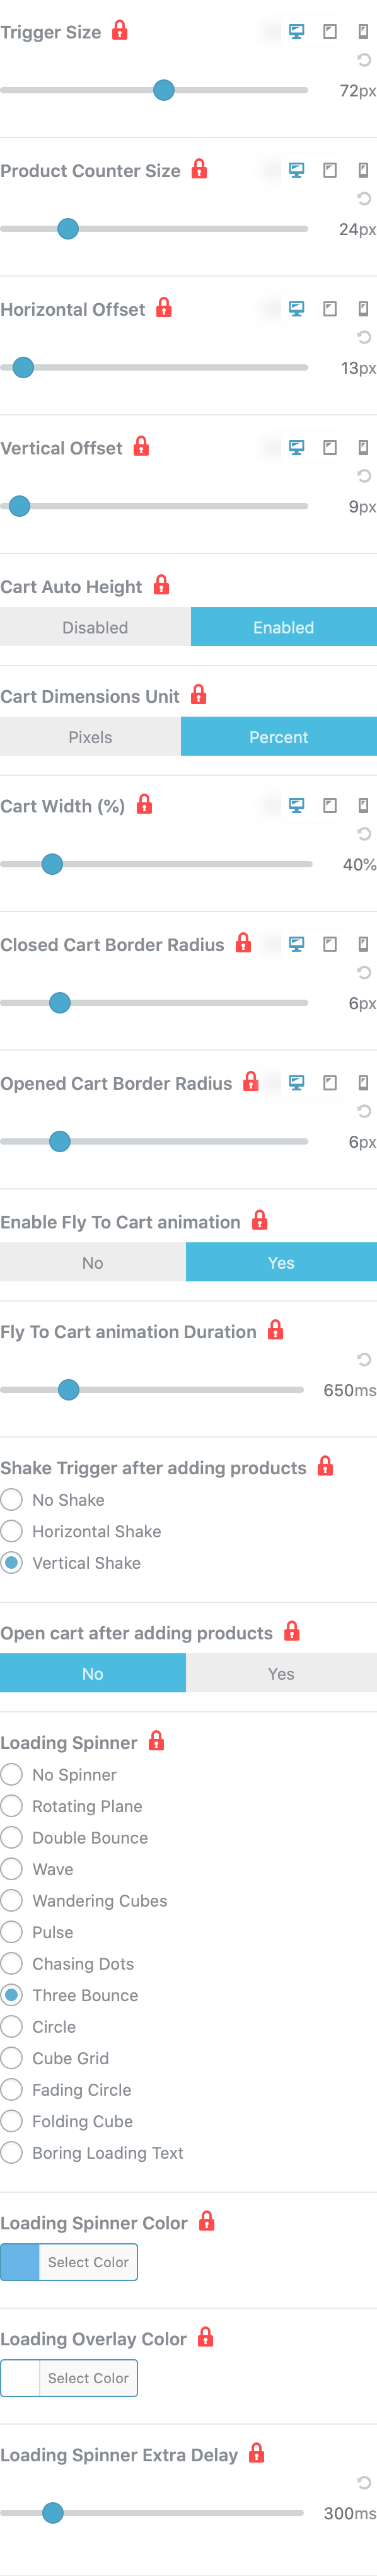 Trigger Size
72px
Product Counter Size
24px
Horizontal Offset
13px
Vertical Offset
9px
Cart Auto Height
Disabled Enabled
Cart Dimensions Unit
Pixels Percent
Cart Width (%)
40%
Closed Cart Border Radius
6px
Opened Cart Border Radius
6px
Enable Fly To Cart animation
No Yes
Fly To Cart animation Duration
650ms
Shake Trigger after adding products
No Shake
Horizontal Shake
Vertical Shake
Open cart after adding products
No Yes
Loading Spinner
No Spinner
Rotating Plane
Double Bounce
Wave
Wandering Cubes
Pulse
Chasing Dots
Three Bounce
Circle
Cube Grid
Fading Circle
Folding Cube
Boring Loading Text
Loading Spinner Color
Select Color
Loading Overlay Color
Select Color
Loading Spinner Extra Delay
300ms